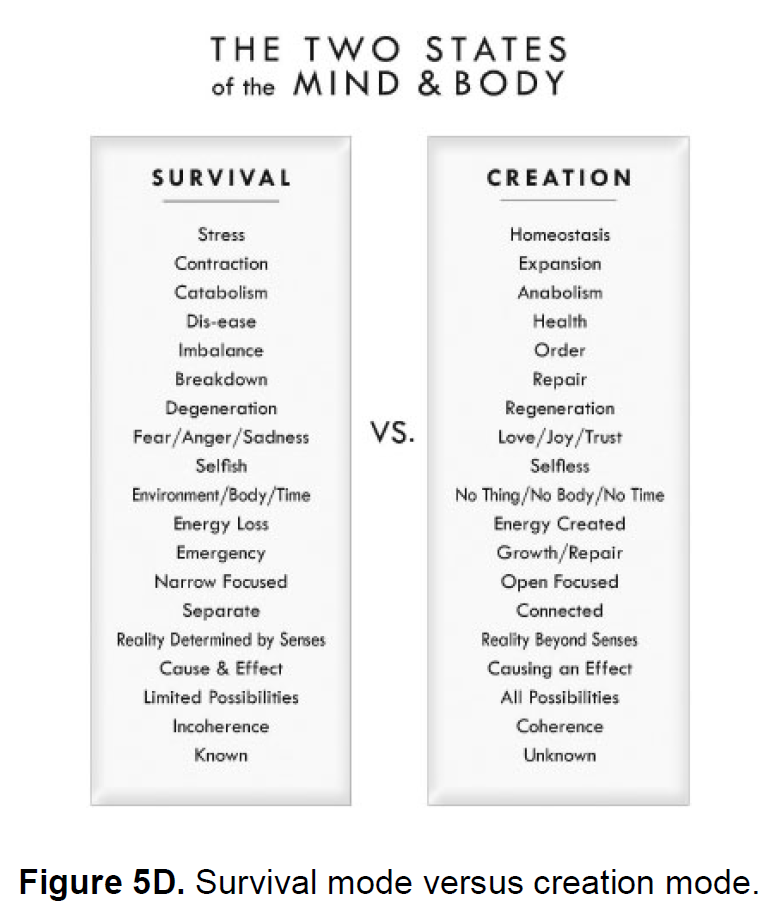 THE TWO STATES
of the MIND & BODY
SURVIVAL
Stress
Contraction
Catabolism
Dis-ease
Imbalance
Breakdown
Degeneration
Fear/Anger/Sadness
Selfish
Environment/Body/Time
Energy Loss
Emergency
Narrow Focused
Separate
Reality Determined by Senses
Cause & Effect
Limited Possibilities
Incoherence
Known
VS.
CREATION
Homeostasis
Expansion
Anabolism
Health
Order
Repair
Regeneration
Love/Joy/Trust
Selfless
No Thing/No Body/No Time
Energy Created
Growth/Repair
Open Focused
Connected
Reality Beyond Senses
Causing an Effect
All Possibilities
Coherence
Unknown
Figure 5D. Survival mode versus creation mode.